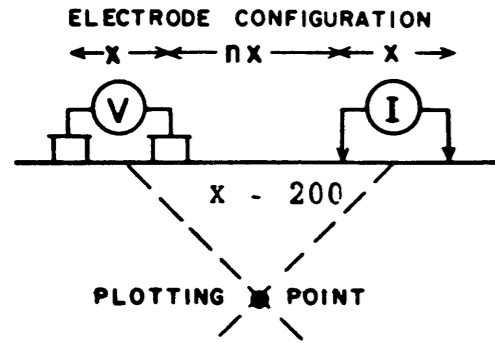 ELECTRODE CONFIGURATION
x nx x
V I
X - 200
PLOTTING POINT